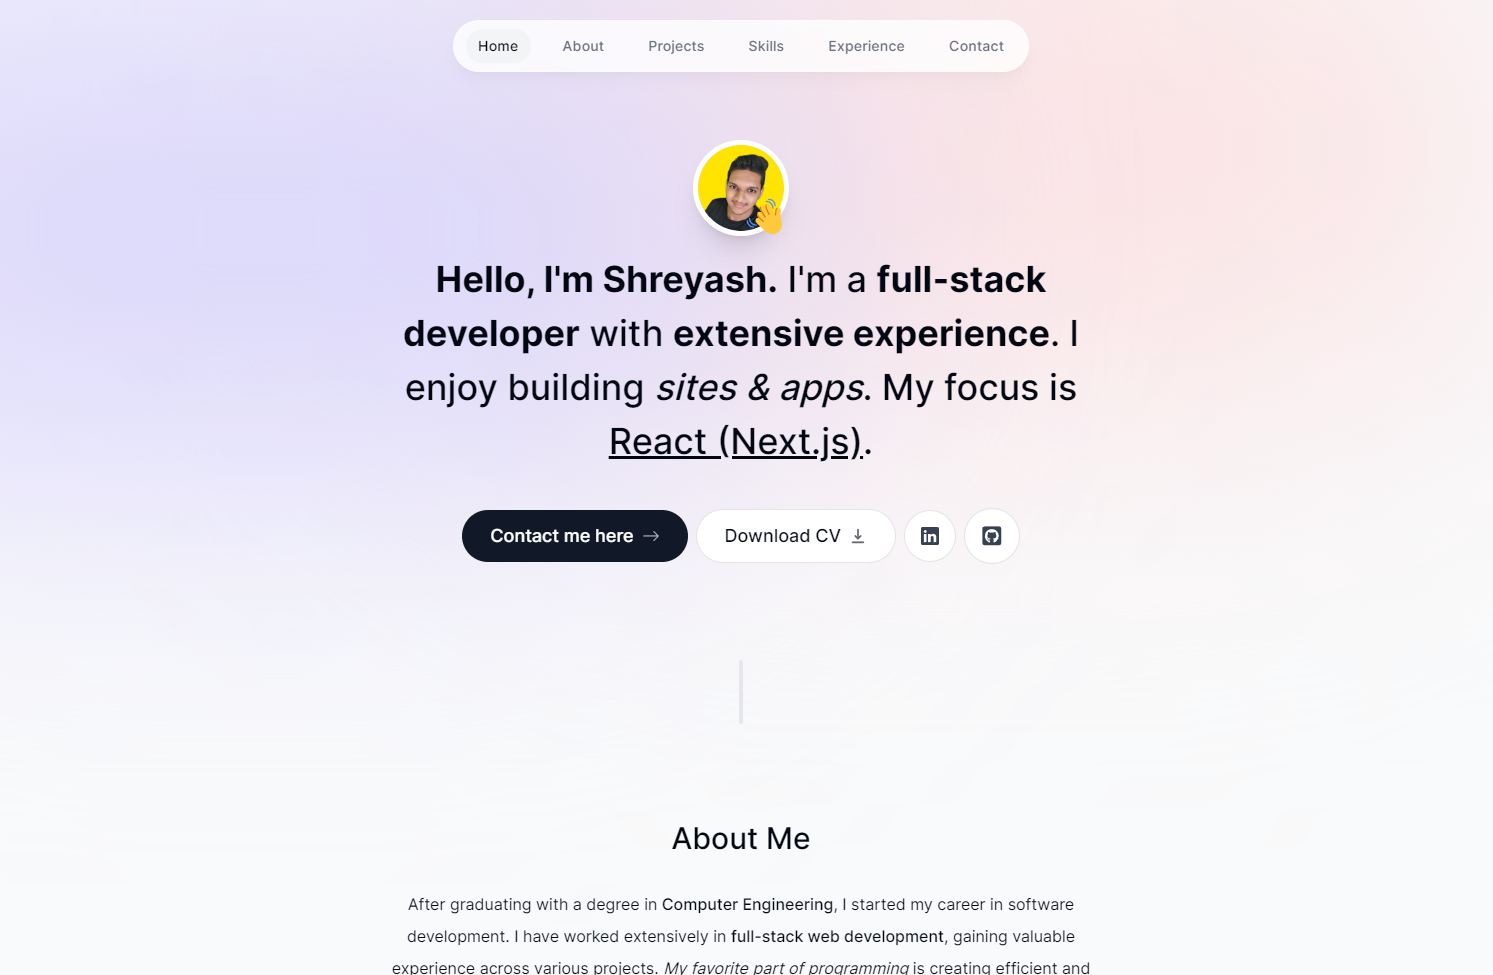 Home About Projects Skills Experience Contact
Hello, I'm Shreyash. I'm a full-stack
developer with extensive experience. I
enjoy building sites & apps. My focus is
React (Next.js).
Contact me here Download CV in
About Me
After graduating with a degree in Computer Engineering, I started my career in software
development. I have worked extensively in full-stack web development, gaining valuable
experience across various projects. My favorite part of programming is creating efficient and